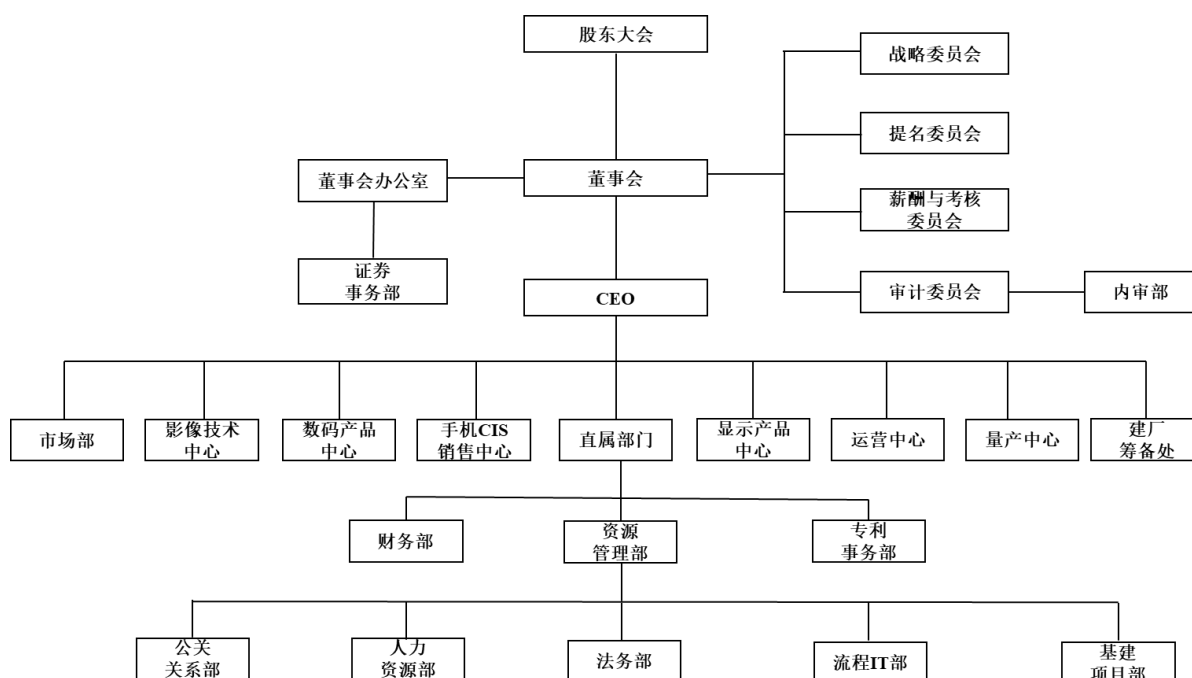 股东大会
战略委员会
提名委员会
董事会办公室
董事会
薪酬与考核
委员会
证券
事务部
CEO
审计委员会
内审部
市场部
影像技术
中心
数码产品
中心
手机CIS
销售中心
直属部门
显示产品
中心
运营中心
量产中心
建厂
筹备处
财务部
资源
管理部
专利
事务部
公关
关系部
人力
资源部
法务部
流程IT部
基建
项目部